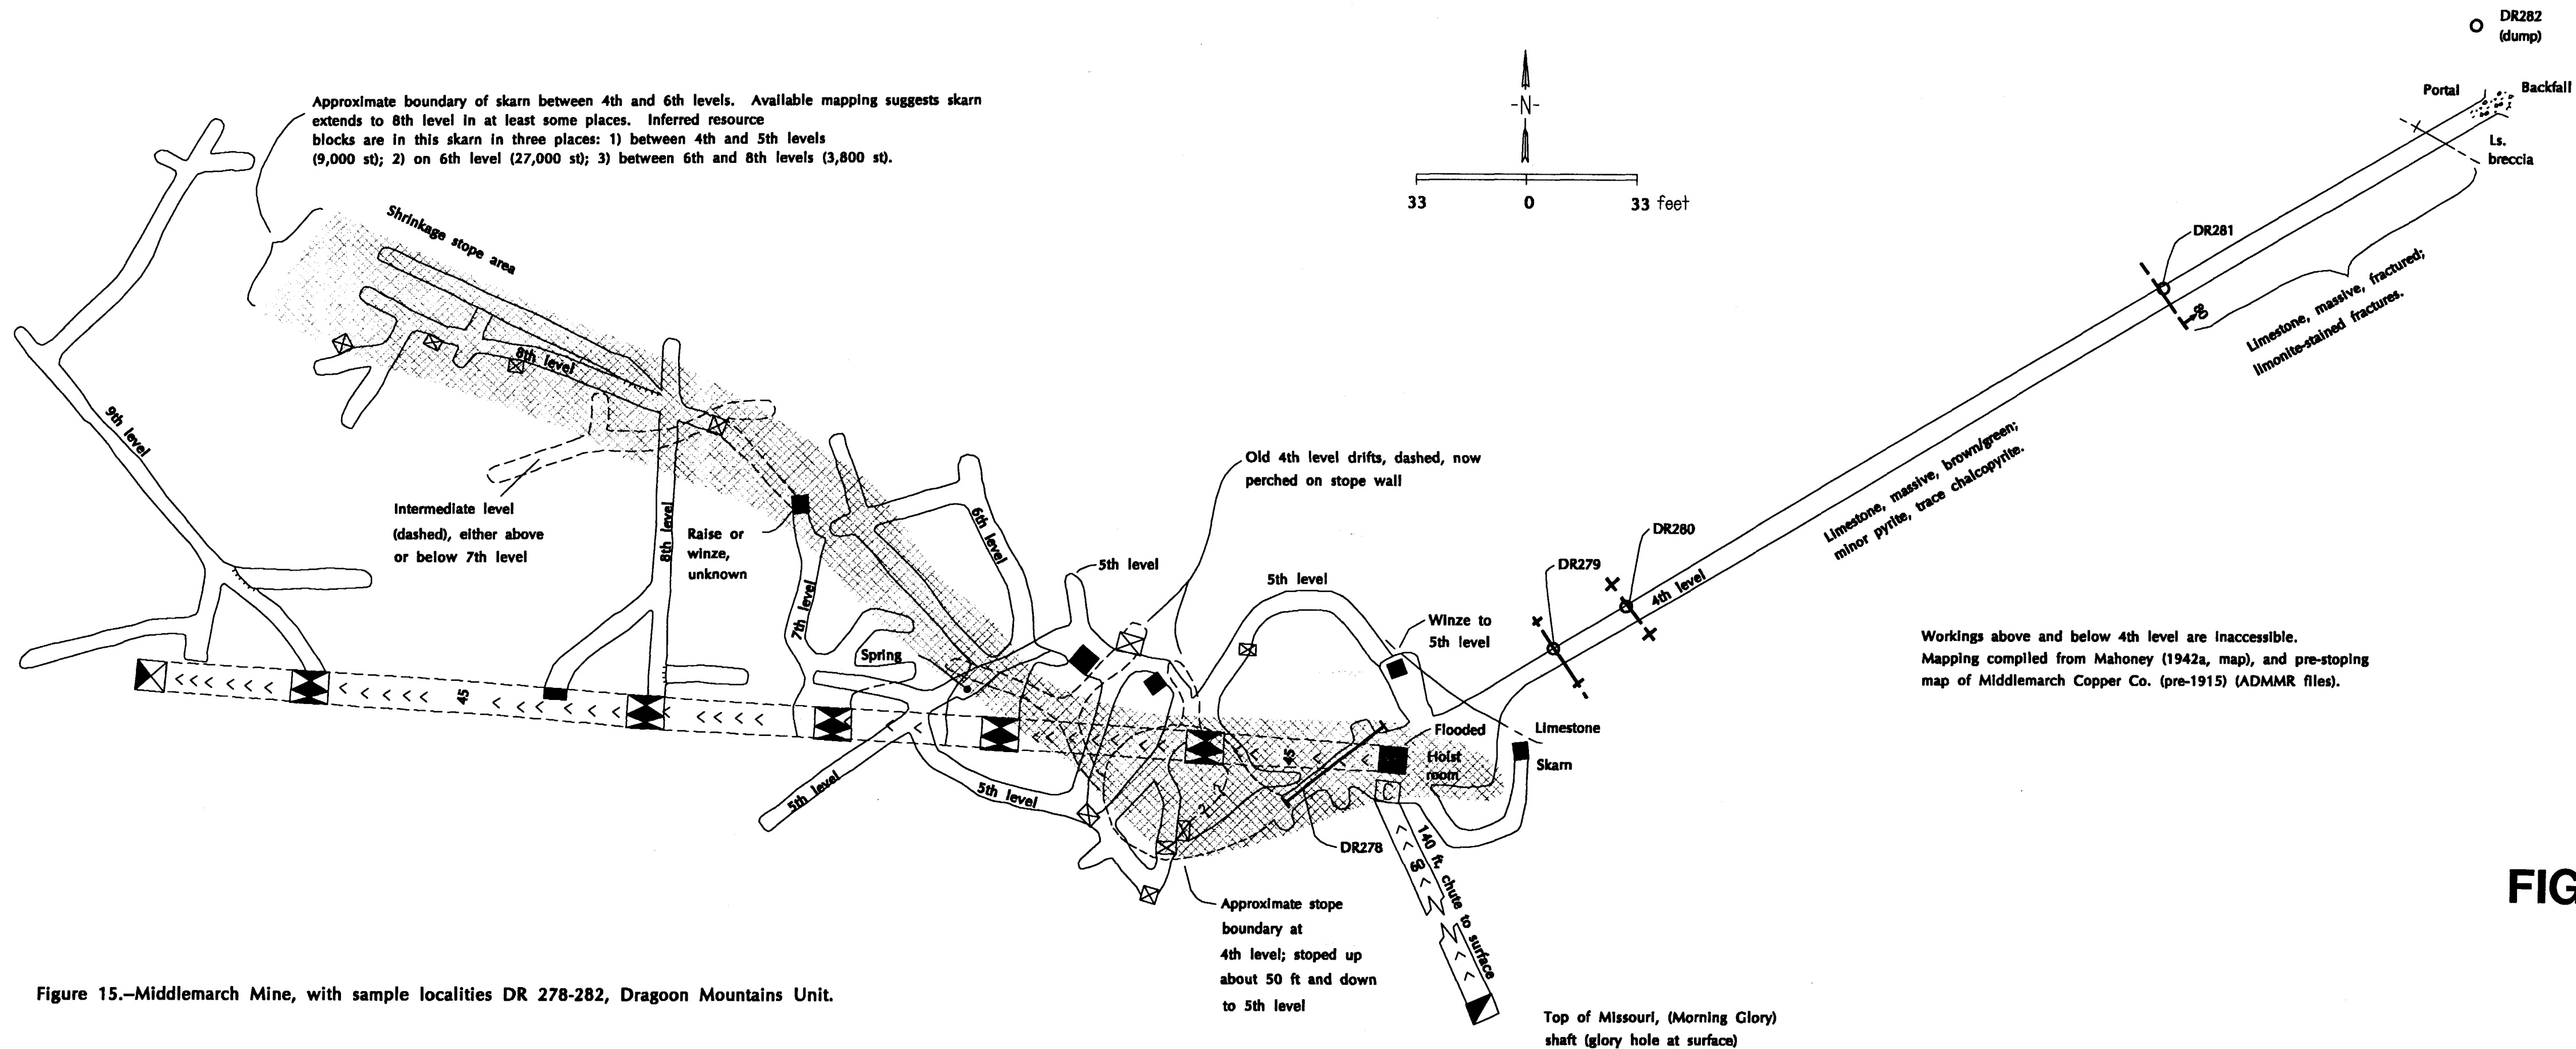 DR282
(dump)
Portal
Backfall
Ls.
breccia
Approximate boundary of skarn between 4th and 6th levels. Available mapping suggests skarn
extends to 8th level in at least some places. Inferred resource
blocks are in this skarn in three places: 1) between 4th and 5th levels
(9,000 st); 2) on 6th level (27,000 st); 3) between 6th and 8th levels (3,800 st).
-N-
33 0 33 feet
Shrinkage stope area
DR281
80
Limestone, massive, fractured;
limonite-stained fractures.
8th level
9th level
Intermediate level
(dashed), either above
or below 7th level
8th level
Raise or
winze,
unknown
7th level
6th level
Old 4th level drifts, dashed, now
perched on stope wall
Limestone, massive, brown/green;
minor pyrite, trace chalcopyrite.
5th level
5th level
DR280
DR279
4th level
Winze to
5th level
Spring
Workings above and below 4th level are inaccessible.
Mapping compiled from Mahoney (1942a, map), and pre-stoping
map of Middlemarch Copper Co. (pre-1915) (ADMMR files).
45
45
Flooded
Hoist
room
Limestone
Skarn
5th level
5th level
C
DR278
140 ft. chute to surface
60
Approximate stope
boundary at
4th level; stoped up
about 50 ft and down
to 5th level
FIG
Figure 15.—Middlemarch Mine, with sample localities DR 278-282, Dragoon Mountains Unit.
Top of Missouri, (Morning Glory)
shaft (glory hole at surface)